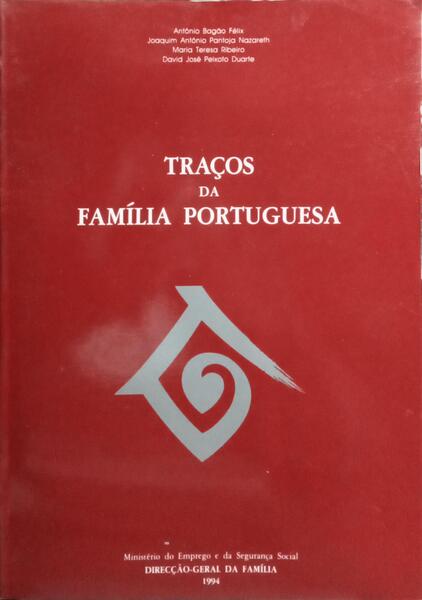 António Bagão Félix
Joaquim António Pantoja Nazareth
Maria Teresa Ribeiro
David José Peixoto Duarte
TRAÇOS
DA
FAMÍLIA PORTUGUESA
Ministério do Emprego e da Segurança Social
DIRECÇÃO-GERAL DA FAMÍLIA
1994